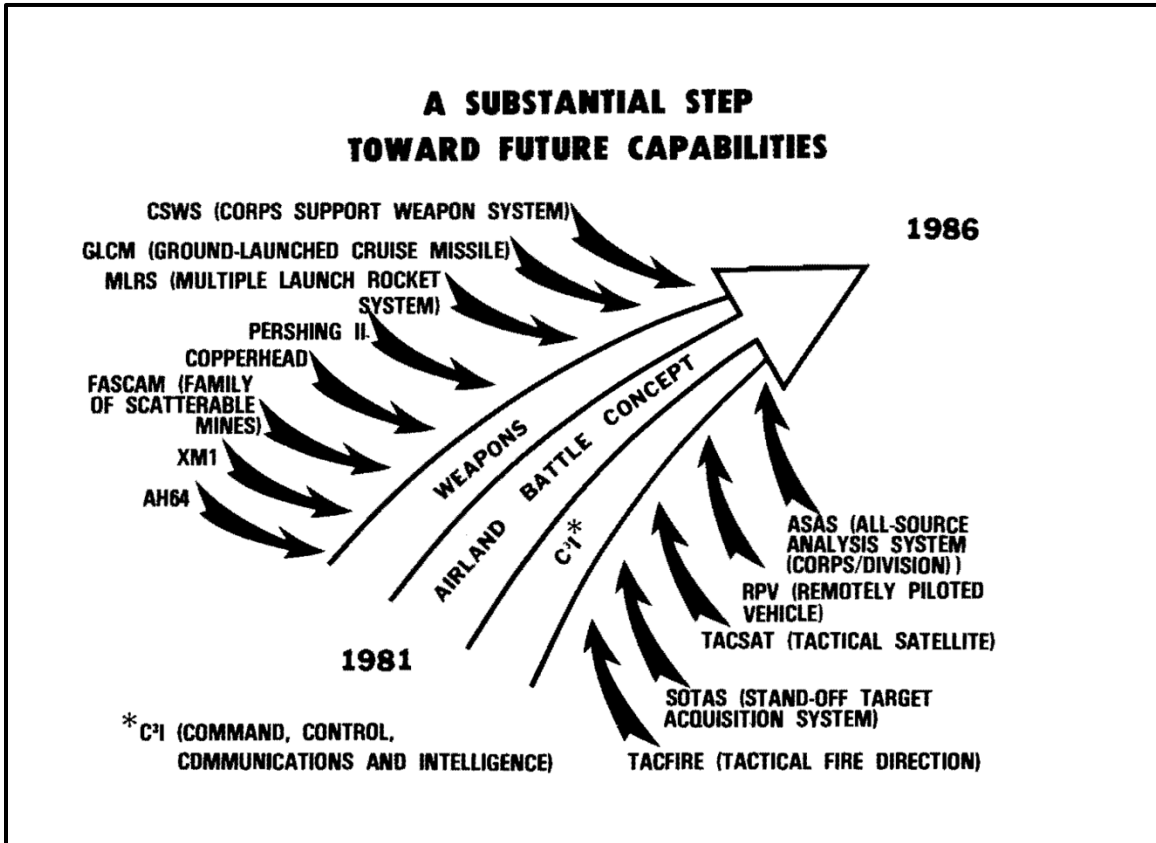 A SUBSTANTIAL STEP
TOWARD FUTURE CAPABILITIES
CSWS (CORPS SUPPORT WEAPON SYSTEM)
1986
GLCM (GROUND-LAUNCHED CRUISE MISSILE)
MLRS (MULTIPLE LAUNCH ROCKET
SYSTEM)
PERSHING II
COPPERHEAD
FASCAM (FAMILY
OF SCATTERABLE
MINES)
XM1
AH64
WEAPONS
AIRLAND BATTLE CONCEPT
C³I*
ASAS (ALL-SOURCE
ANALYSIS SYSTEM
(CORPS/DIVISION) )
RPV (REMOTELY PILOTED
VEHICLE)
TACSAT (TACTICAL SATELLITE)
1981
SOTAS (STAND-OFF TARGET
ACQUISITION SYSTEM)
TACFIRE (TACTICAL FIRE DIRECTION)
*C³I (COMMAND, CONTROL,
COMMUNICATIONS AND INTELLIGENCE)